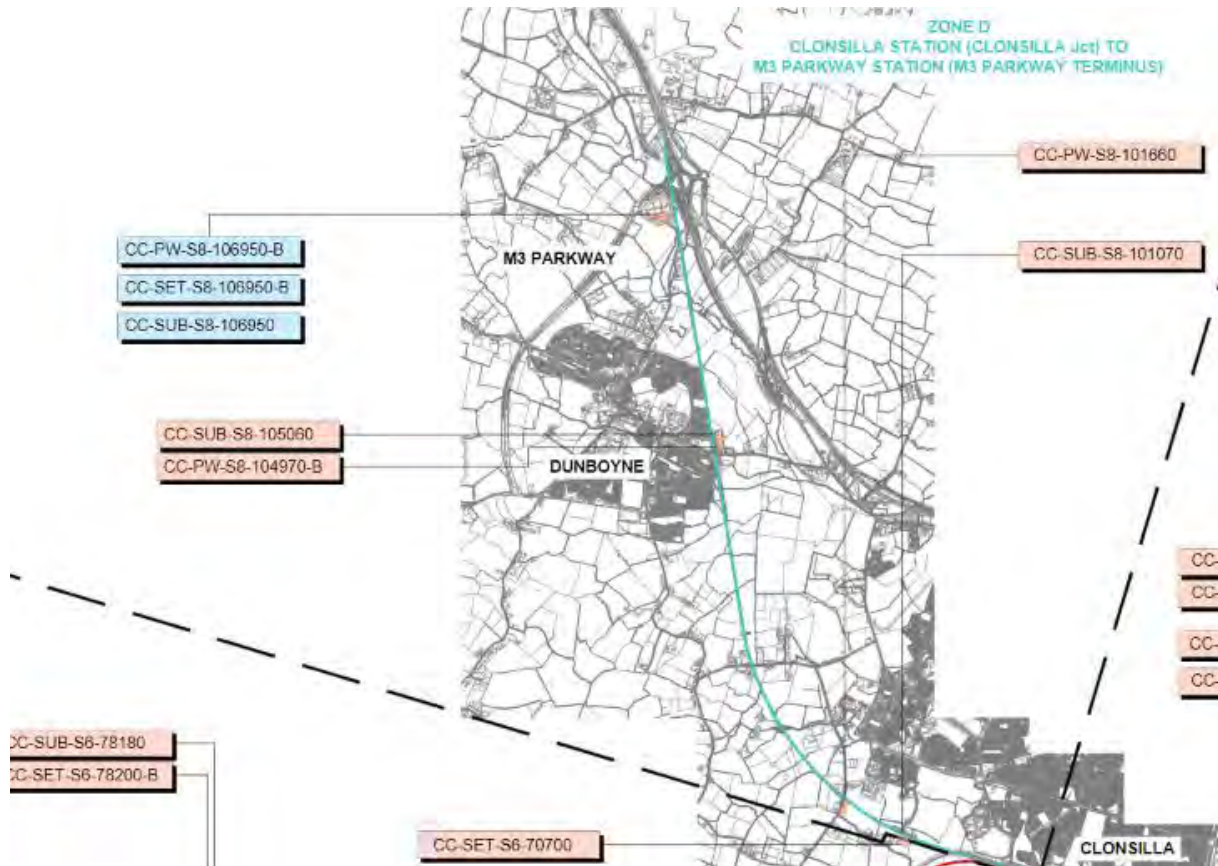 ZONE D
CLONSILLA STATION (CLONSILLA Jct) TO
M3 PARKWAY STATION (M3 PARKWAY TERMINUS)
CC-PW-S8-101660
CC-PW-S8-106950-B
CC-SET-S8-106950-B
CC-SUB-S8-106950
M3 PARKWAY
CC-SUB-S8-101070
CC-SUB-S8-105060
CC-PW-S8-104970-B
DUNBOYNE
CC-
CC-
CC-
CC-
CC-SUB-S6-78180
CC-SET-S6-78200-B
CC-SET-S6-70700
CLONSILLA